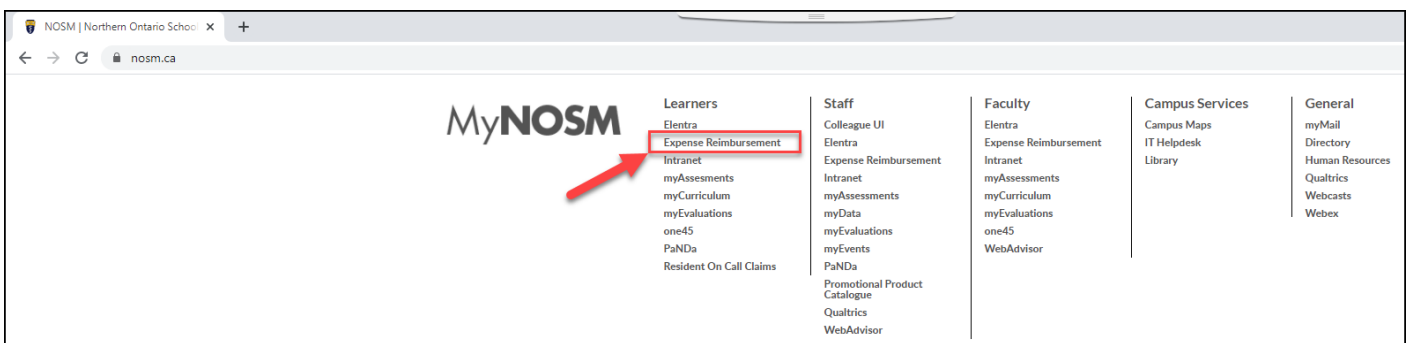 NOSM | Northern Ontario School
nosm.ca
MyNOSM
Learners
Elentra
Expense Reimbursement
Intranet
myAssesments
myCurriculum
myEvaluations
one45
PaNDa
Resident On Call Claims
Staff
Colleague UI
Elentra
Expense Reimbursement
Intranet
myAssessments
myData
myEvaluations
myEvents
PaNDa
Promotional Product
Catalogue
Qualtrics
WebAdvisor
Faculty
Elentra
Expense Reimbursement
Intranet
myAssessments
myCurriculum
myEvaluations
one45
WebAdvisor
Campus Services
Campus Maps
IT Helpdesk
Library
General
myMail
Directory
Human Resources
Qualtrics
Webcasts
Webex